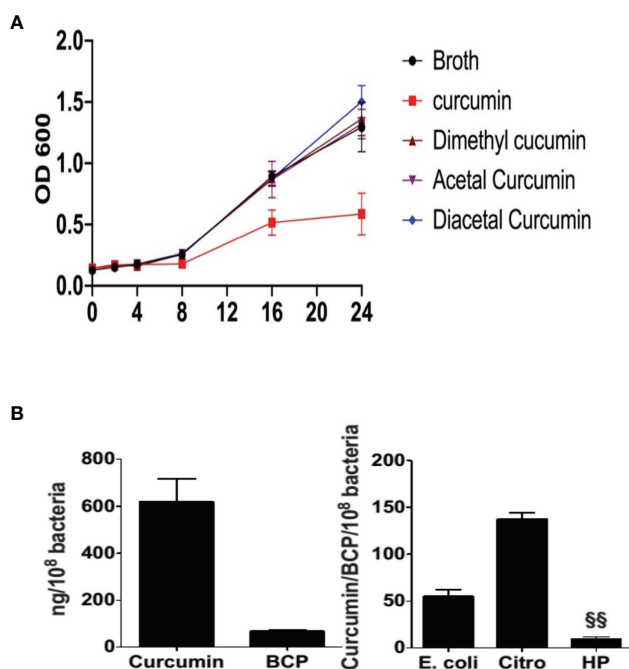 A
2.0
1.5
1.0
0.5
0.0
OD 600
0 4 8 12 16 20 24
Broth
curcumin
Dimethyl cucumin
Acetal Curcumin
Diacetal Curcumin
B
ng/10⁸ bacteria
800
600
400
200
0
Curcumin BCP
Curcumin/BCP/10⁸ bacteria
200
150
100
50
0
§§
E. coli Citro HP